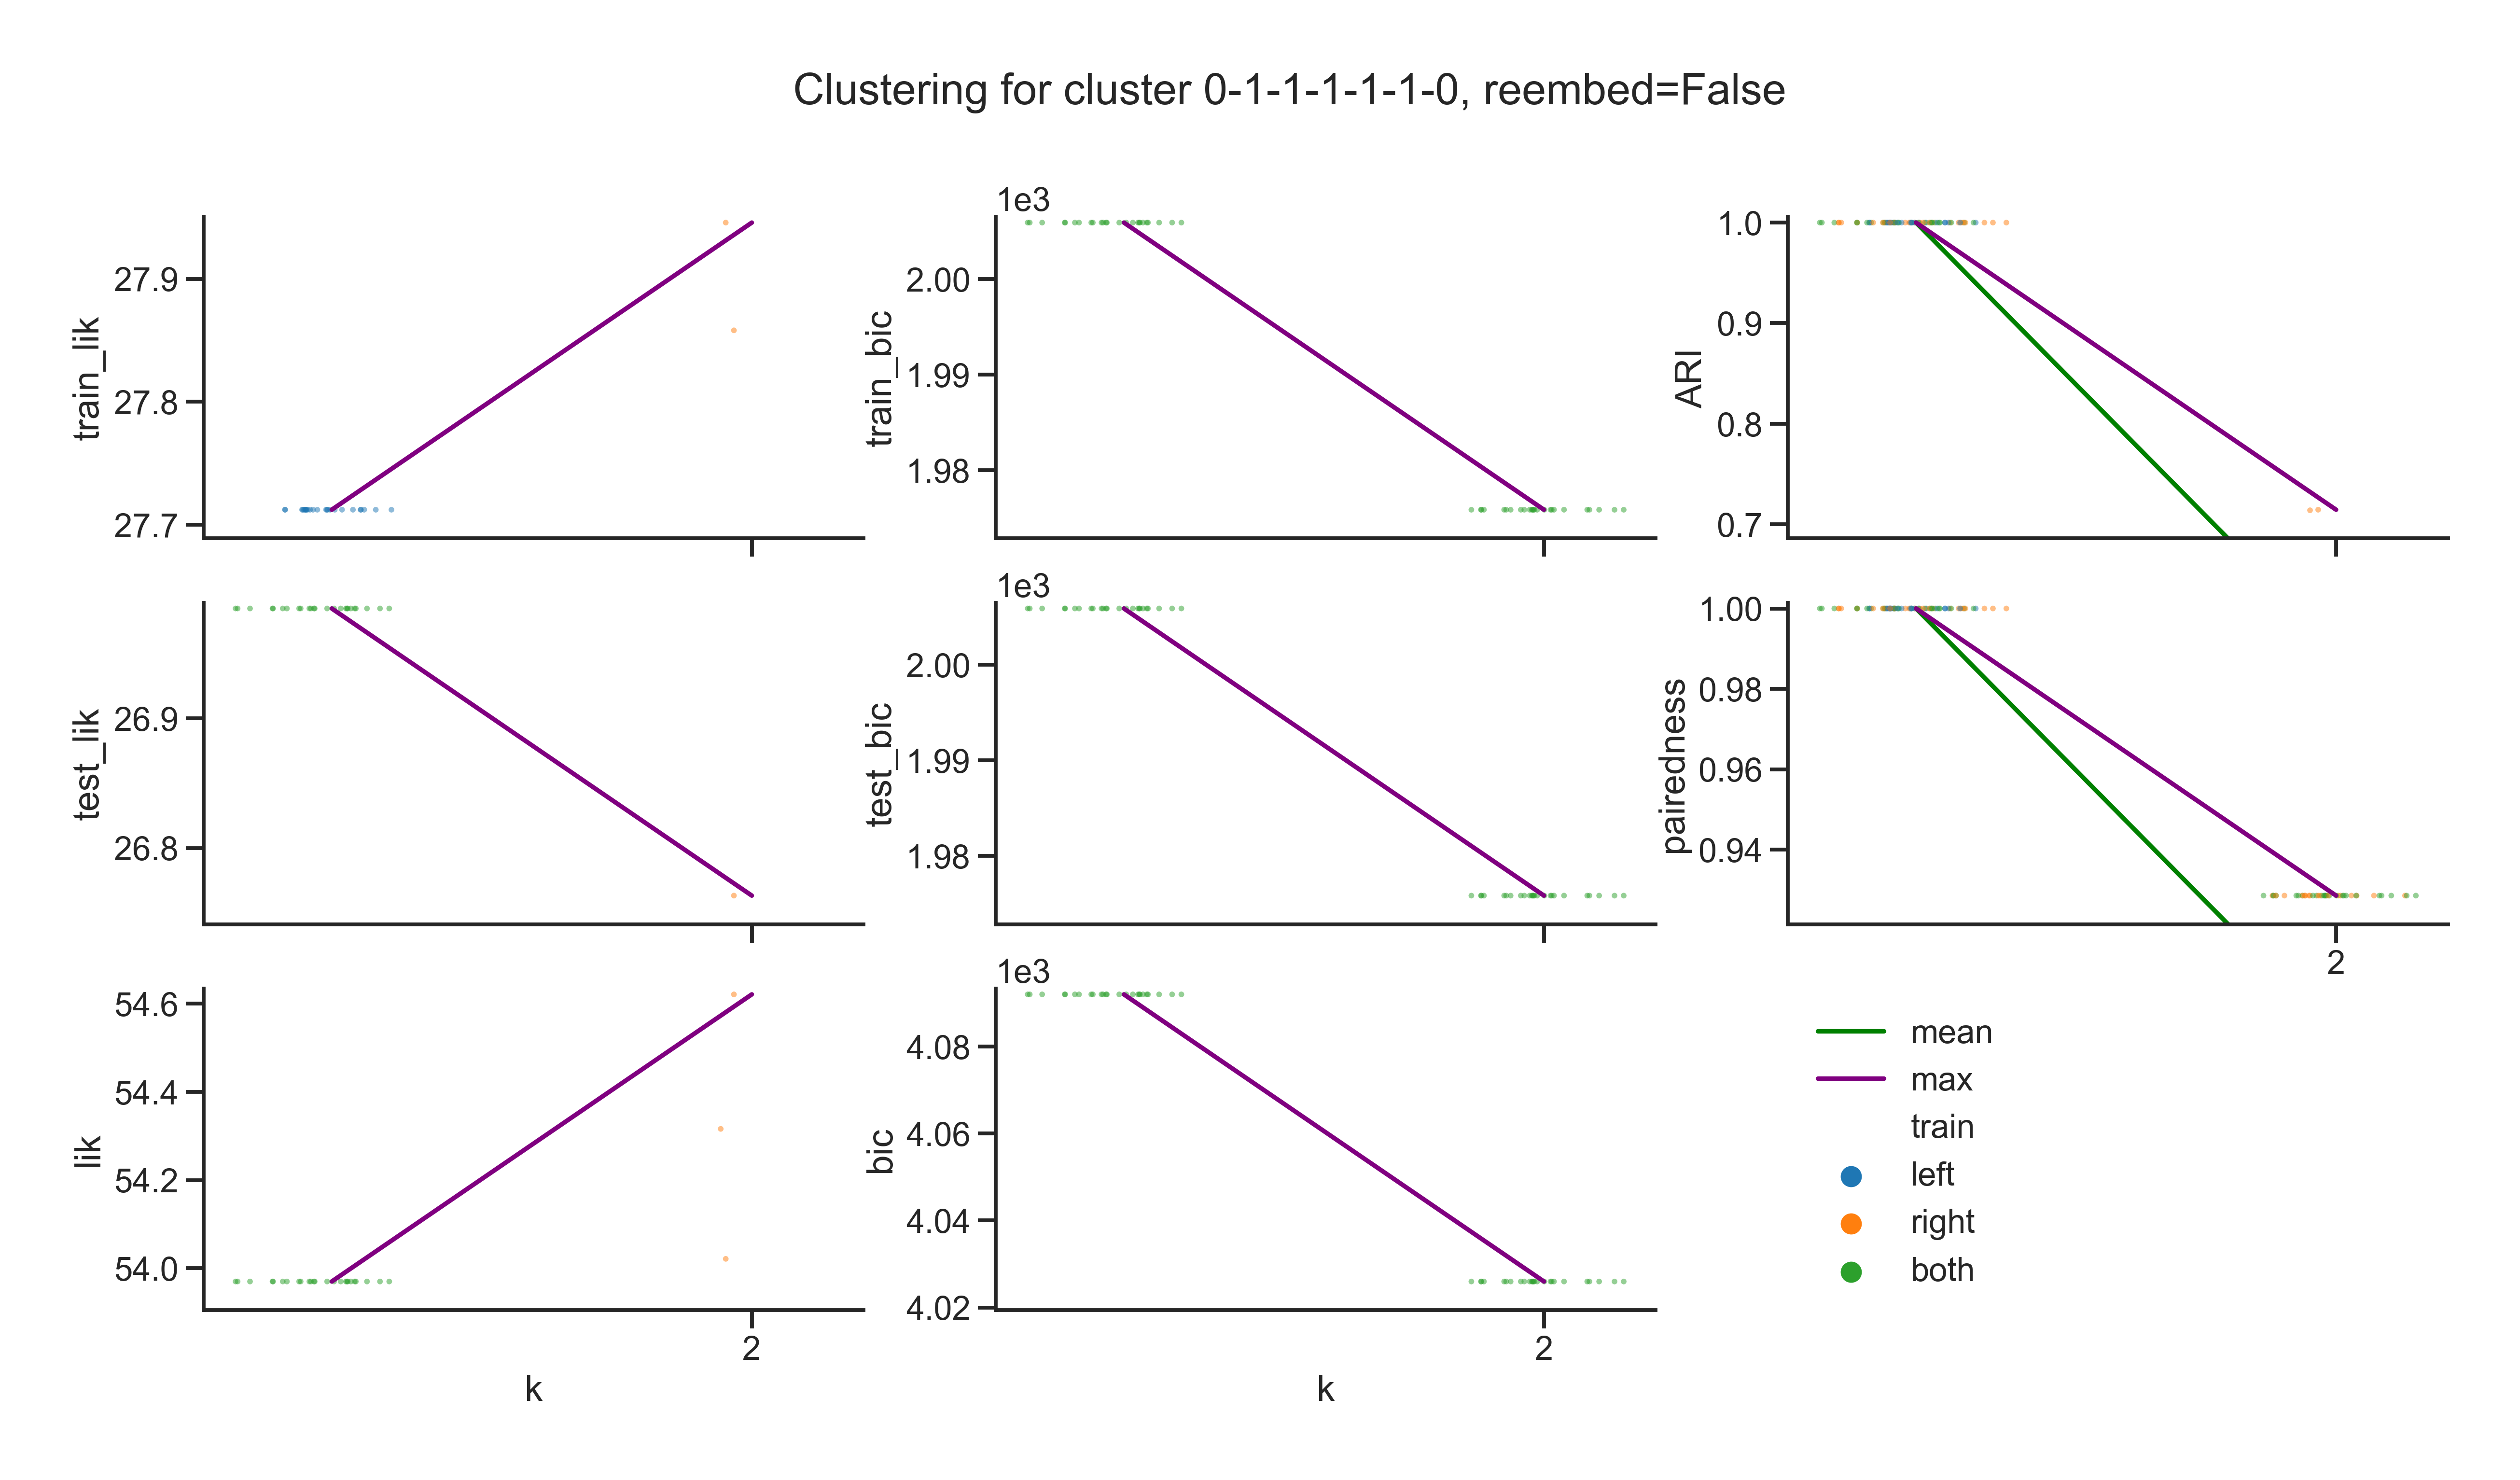 Clustering for cluster 0-1-1-1-1-1-0, reembed=False
train_lik
27.9
27.8
27.7
1e3
train_bic
2.00
1.99
1.98
ARI
1.0
0.9
0.8
0.7
test_lik
26.9
26.8
1e3
test_bic
2.00
1.99
1.98
pairedness
1.00
0.98
0.96
0.94
2
lik
54.6
54.4
54.2
54.0
2
k
1e3
bic
4.08
4.06
4.04
4.02
2
k
mean
max
train
left
right
both